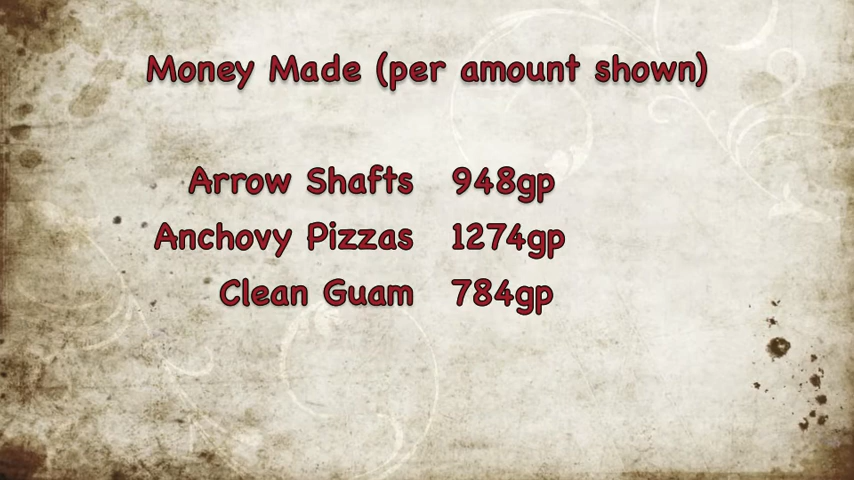 Money Made (per amount shown)
Arrow Shafts 948gp
Anchovy Pizzas 1274gp
Clean Guam 784gp